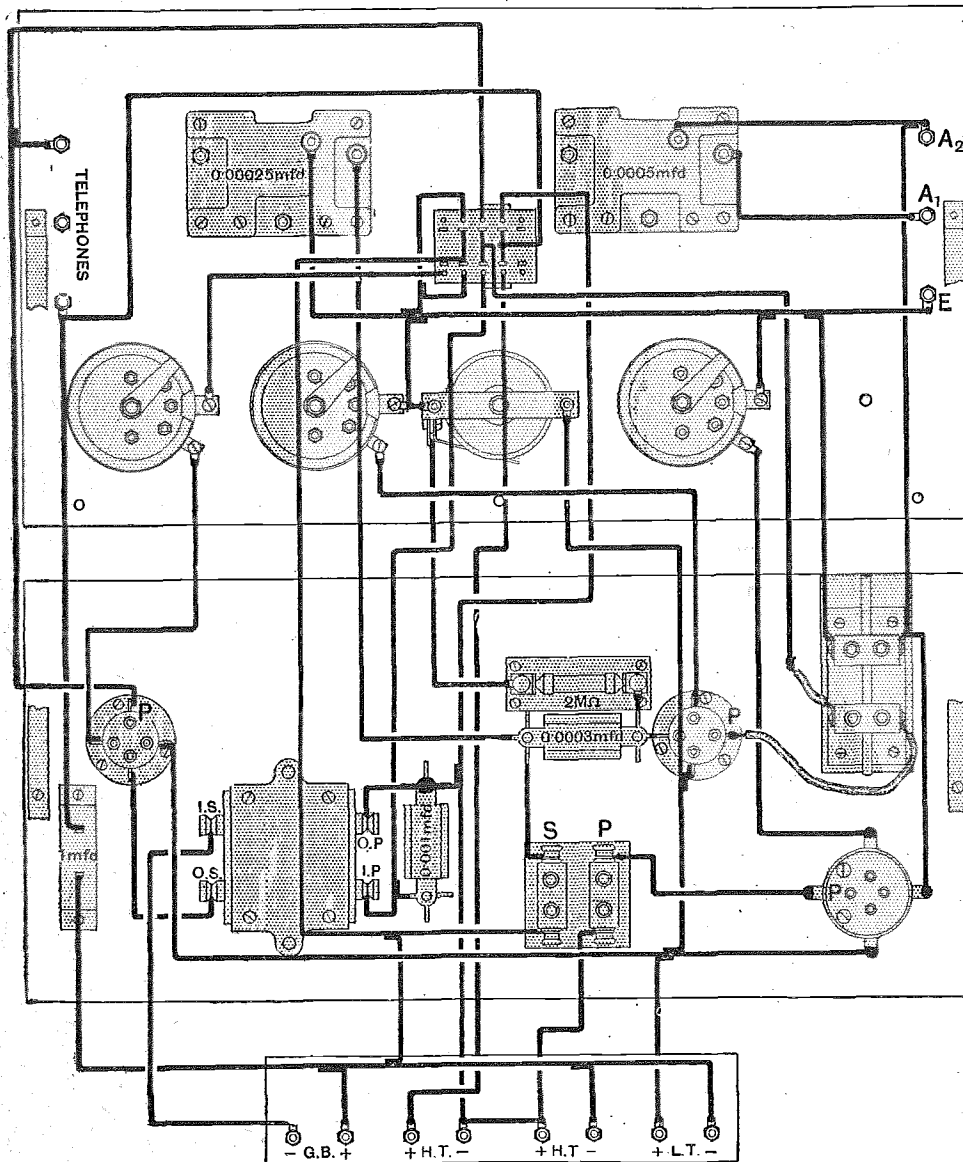 0·00025mfd
0·0005mfd
A2
A1
E
TELEPHONES
P
2MΩ
0·0003mfd
P
I.S.
O.P
O.S.
I.P
0·001mfd
1mfd
S P
P
- G.B. + + H.T. - + H.T - + L.T. -